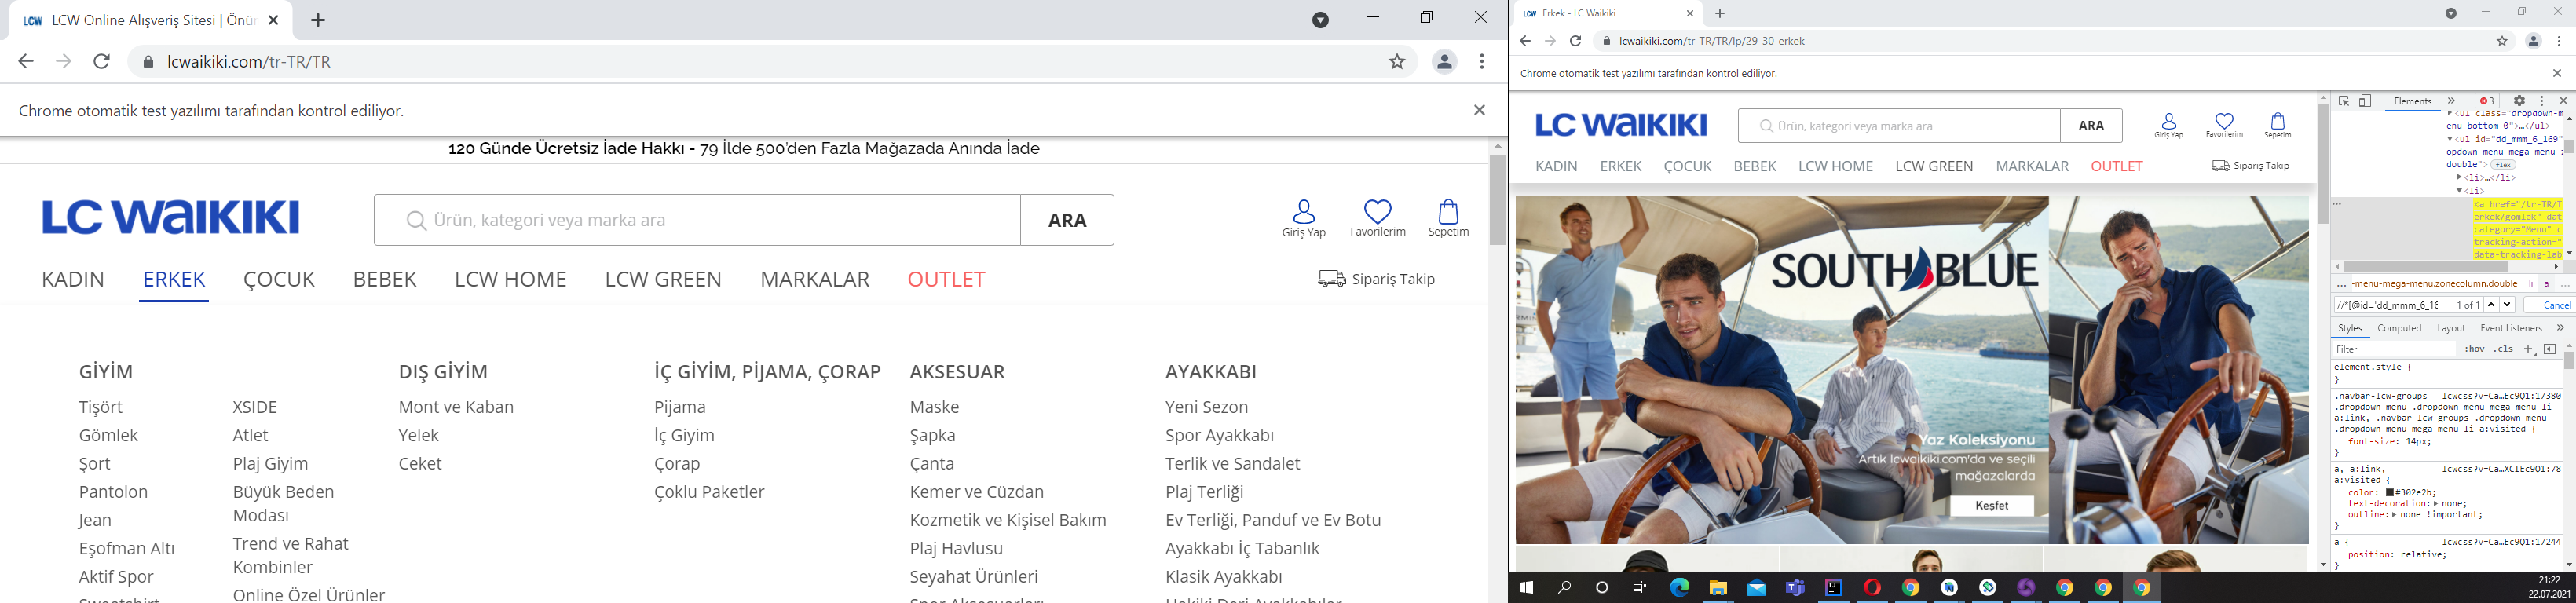 LCW Online Alışveriş Sitesi | Önün
lcwaikiki.com/tr-TR/TR
Chrome otomatik test yazılımı tarafından kontrol ediliyor.
120 Günde Ücretsiz İade Hakkı - 79 İlde 500'den Fazla Mağazada Anında İade
LC WAIKIKI
Ürün, kategori veya marka ara
ARA
Giriş Yap
Favorilerim
Sepetim
KADIN ERKEK ÇOCUK BEBEK LCW HOME LCW GREEN MARKALAR OUTLET
Sipariş Takip
GİYİM
Tişört
Gömlek
Şort
Pantolon
Jean
Eşofman Altı
Aktif Spor
Sweatshirt
XSIDE
Atlet
Plaj Giyim
Büyük Beden
Modası
Trend ve Rahat
Kombinler
Online Özel Ürünler
DIŞ GİYİM
Mont ve Kaban
Yelek
Ceket
İÇ GİYİM, PİJAMA, ÇORAP
Pijama
İç Giyim
Çorap
Çoklu Paketler
AKSESUAR
Maske
Şapka
Çanta
Kemer ve Cüzdan
Kozmetik ve Kişisel Bakım
Plaj Havlusu
Seyahat Ürünleri
Spor Aksesuarları
AYAKKABI
Yeni Sezon
Spor Ayakkabı
Terlik ve Sandalet
Plaj Terliği
Ev Terliği, Panduf ve Ev Botu
Ayakkabı İç Tabanlık
Klasik Ayakkabı
Hakiki Deri Ayakkabılar
LCW Erkek - LC Waikiki
lcwaikiki.com/tr-TR/TR/lp/29-30-erkek
Chrome otomatik test yazılımı tarafından kontrol ediliyor.
LC WAIKIKI
Ürün, kategori veya marka ara
ARA
Giriş Yap
Favorilerim
Sepetim
KADIN ERKEK ÇOCUK BEBEK LCW HOME LCW GREEN MARKALAR OUTLET
Sipariş Takip
SOUTH BLUE
Yaz Koleksiyonu
Artık lcwaikiki.com'da ve seçili
mağazalarda
Keşfet
Elements » 3
<ul class="dropdown-m
enu bottom-0">…</ul>
<ul id="dd_mmm_6_169"
opdown-menu-mega-menu
double"> flex
<li>…</li>
<li>
<a href="/tr-TR/T
erkek/gomlek" dat
category="Menu" c
tracking-action="
data-tracking-lab
... -menu-mega-menu.zonecolumn.double li a ...
//*[@id='dd_mmm_6_16 1 of 1 Cancel
Styles Computed Layout Event Listeners »
Filter :hov .cls +
element.style {
}
.navbar-lcw-groups lcwcss?v=Ca…Ec9Q1:17380
.dropdown-menu .dropdown-menu-mega-menu li
a:link, .navbar-lcw-groups .dropdown-menu
.dropdown-menu-mega-menu li a:visited {
font-size: 14px;
}
a, a:link, lcwcss?v=Ca…XCIEc9Q1:78
a:visited {
color: #302e2b;
text-decoration: none;
outline: none !important;
}
a { lcwcss?v=Ca…Ec9Q1:17244
position: relative;
}
21:22
22.07.2021